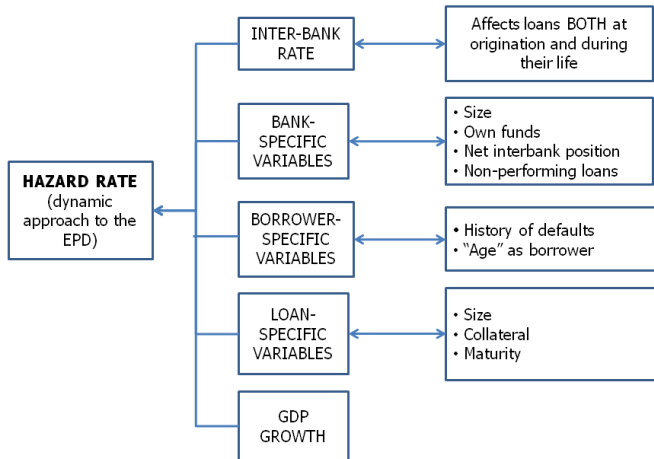 INTER-BANK
RATE
Affects loans BOTH at
origination and during
their life
BANK-
SPECIFIC
VARIABLES
• Size
• Own funds
• Net interbank position
• Non-performing loans
HAZARD RATE
(dynamic
approach to the
EPD)
BORROWER-
SPECIFIC
VARIABLES
• History of defaults
• “Age” as borrower
LOAN-
SPECIFIC
VARIABLES
• Size
• Collateral
• Maturity
GDP
GROWTH